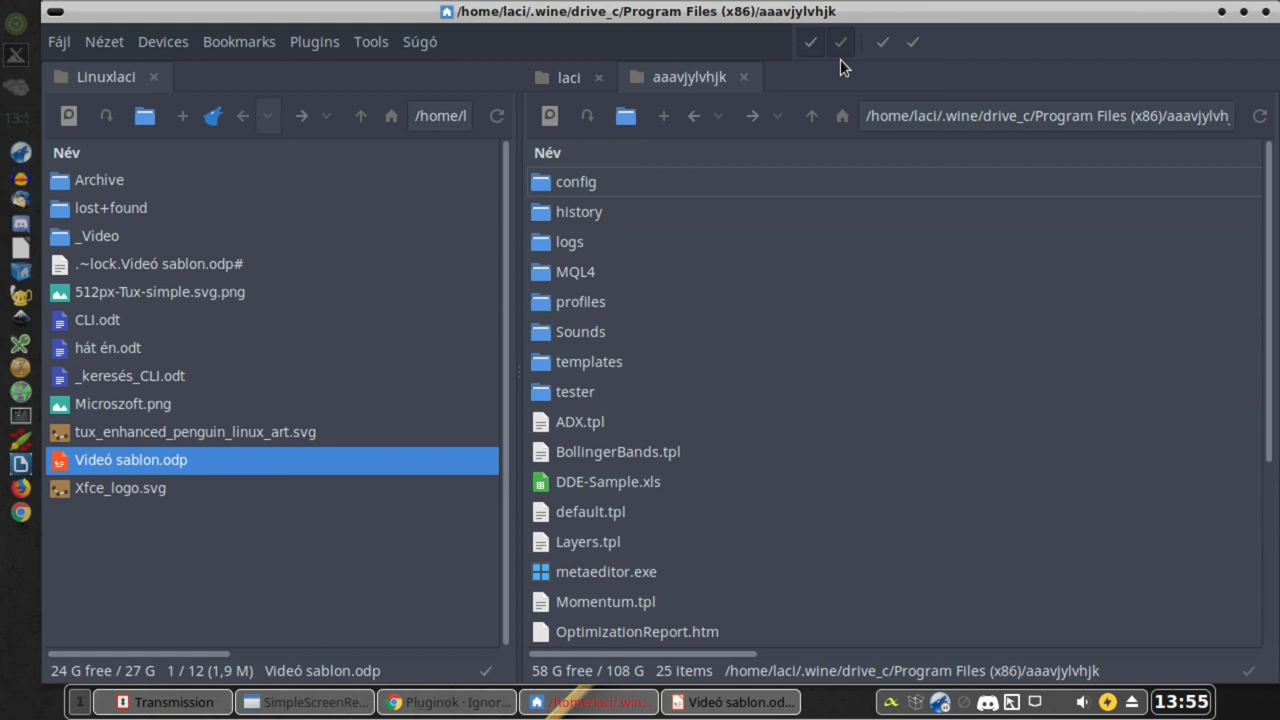 /home/laci/.wine/drive_c/Program Files (x86)/aaavjylvhjk
Fájl Nézet Devices Bookmarks Plugins Tools Súgó
Linuxlaci
laci aaavjylvhjk
/home/l
/home/laci/.wine/drive_c/Program Files (x86)/aaavjylvh
Név
Archive
lost+found
_Video
.~lock.Videó sablon.odp#
512px-Tux-simple.svg.png
CLI.odt
hát én.odt
_keresés_CLI.odt
Microszoft.png
tux_enhanced_penguin_linux_art.svg
Videó sablon.odp
Xfce_logo.svg
24 G free / 27 G 1 / 12 (1,9 M) Videó sablon.odp
Név
config
history
logs
MQL4
profiles
Sounds
templates
tester
ADX.tpl
BollingerBands.tpl
DDE-Sample.xls
default.tpl
Layers.tpl
metaeditor.exe
Momentum.tpl
OptimizationReport.htm
58 G free / 108 G 25 Items /home/laci/.wine/drive_c/Program Files (x86)/aaavjylvhjk
1 Transmission SimpleScreenRe... Pluginok - Ignor... /home/laci/.win... Videó sablon.od... 13:55